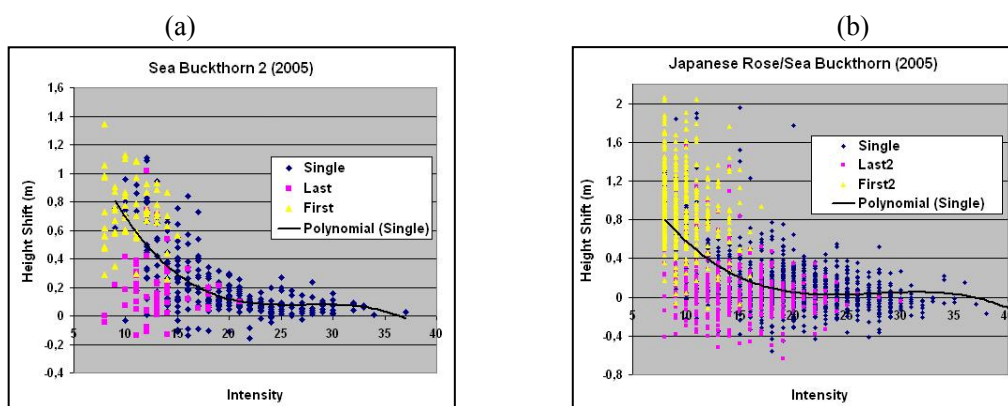 (a)
Sea Buckthorn 2 (2005)
1,6
1,4
1,2
1
0,8
0,6
0,4
0,2
0
-0,2
-0,4
5
10
15
20
25
30
35
40
Height Shift (m)
Intensity
Single
Last
First
Polynomial (Single)
(b)
Japanese Rose/Sea Buckthorn (2005)
2
1,6
1,2
0,8
0,4
0
-0,4
-0,8
5
10
15
20
25
30
35
40
Height Shift (m)
Intensity
Single
Last2
First2
Polynomial (Single)